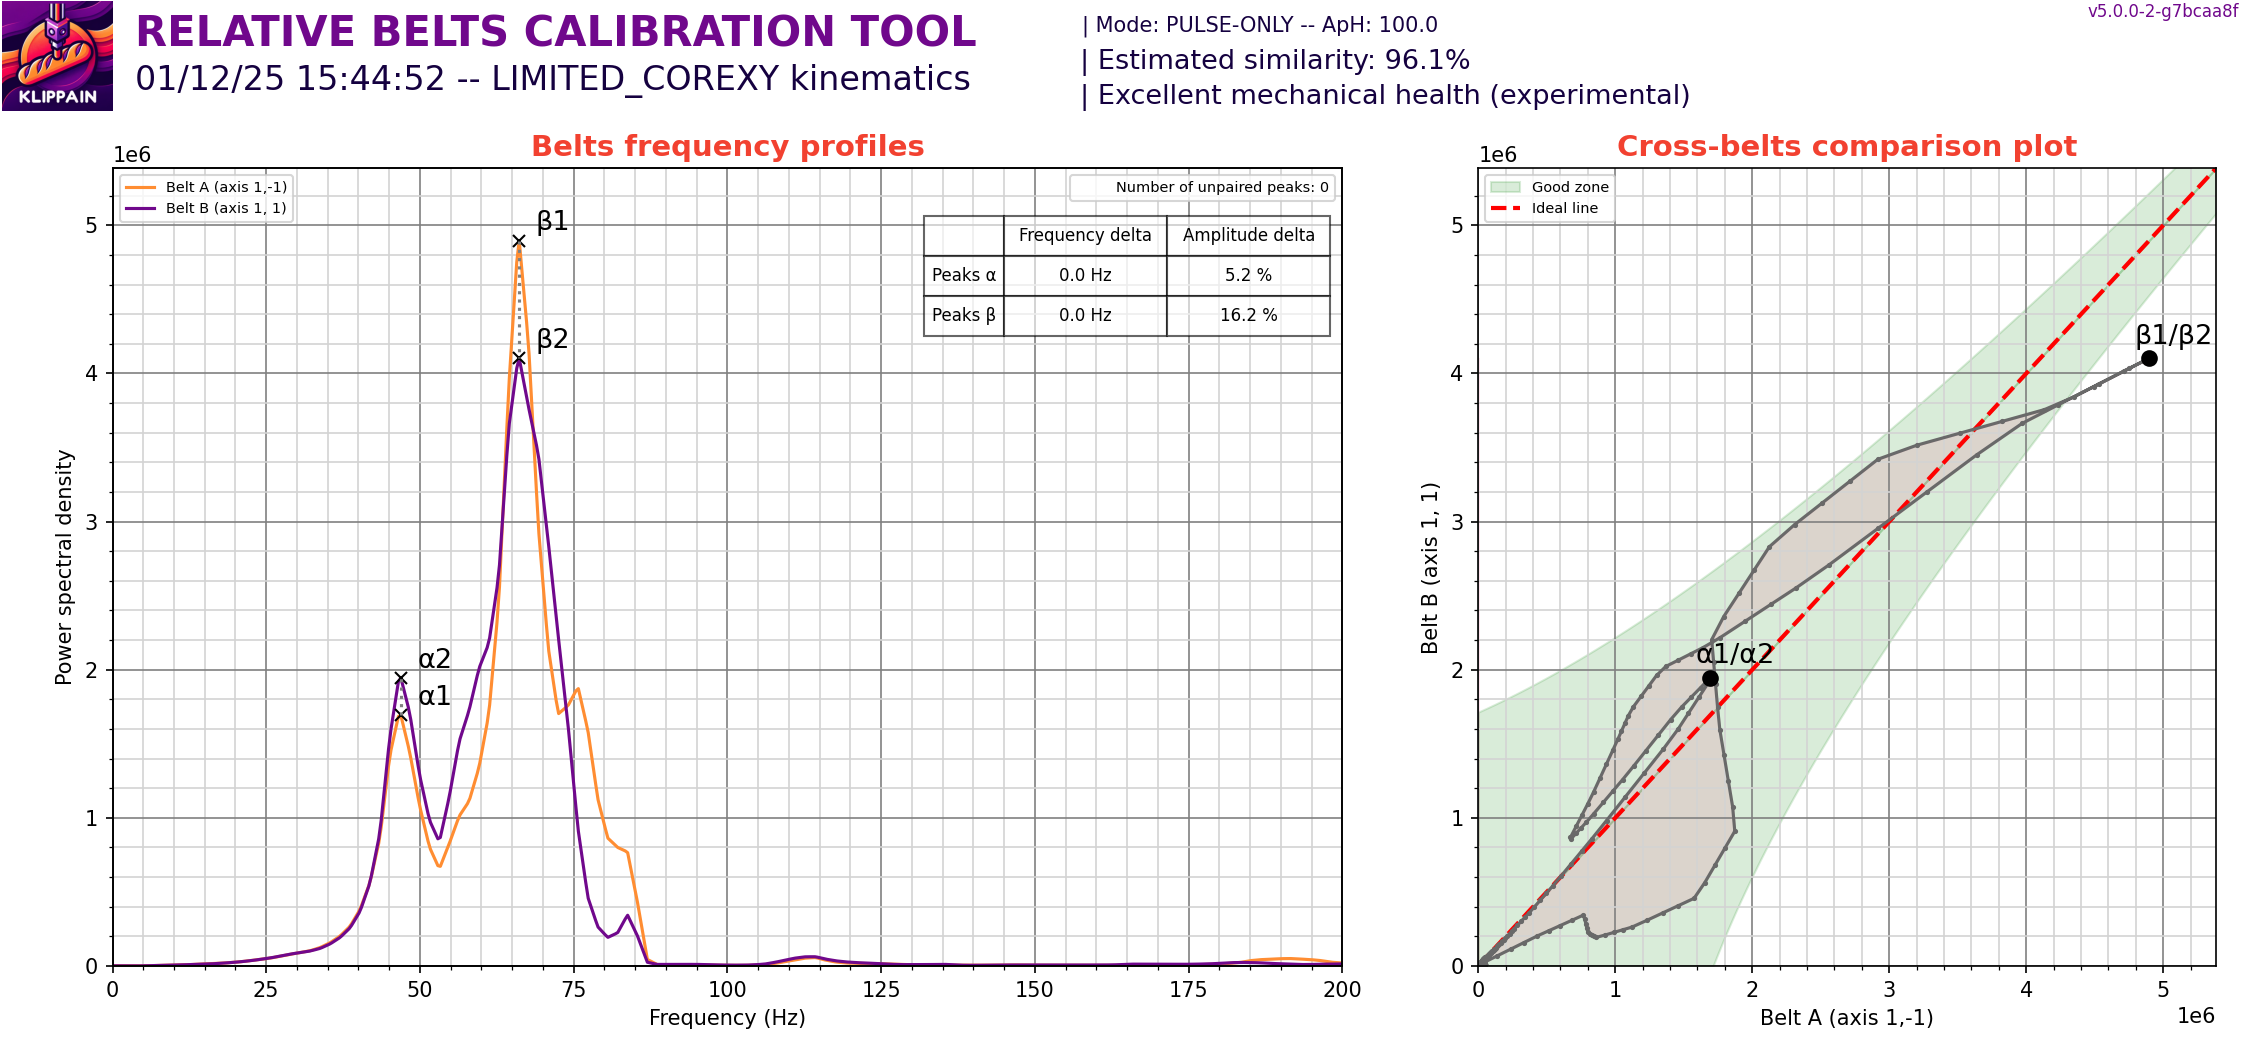 KLIPPAIN
RELATIVE BELTS CALIBRATION TOOL
01/12/25 15:44:52 -- LIMITED_COREXY kinematics
| Mode: PULSE-ONLY -- ApH: 100.0
| Estimated similarity: 96.1%
| Excellent mechanical health (experimental)
v5.0.0-2-g7bcaa8f
Belts frequency profiles
1e6
Belt A (axis 1,-1)
Belt B (axis 1, 1)
Number of unpaired peaks: 0
Frequency delta Amplitude delta
Peaks α 0.0 Hz 5.2 %
Peaks β 0.0 Hz 16.2 %
β1
β2
α2
α1
Power spectral density
5
4
3
2
1
0
0 25 50 75 100 125 150 175 200
Frequency (Hz)
Cross-belts comparison plot
1e6
Good zone
Ideal line
β1/β2
α1/α2
Belt B (axis 1, 1)
5
4
3
2
1
0
0 1 2 3 4 5
Belt A (axis 1,-1)
1e6